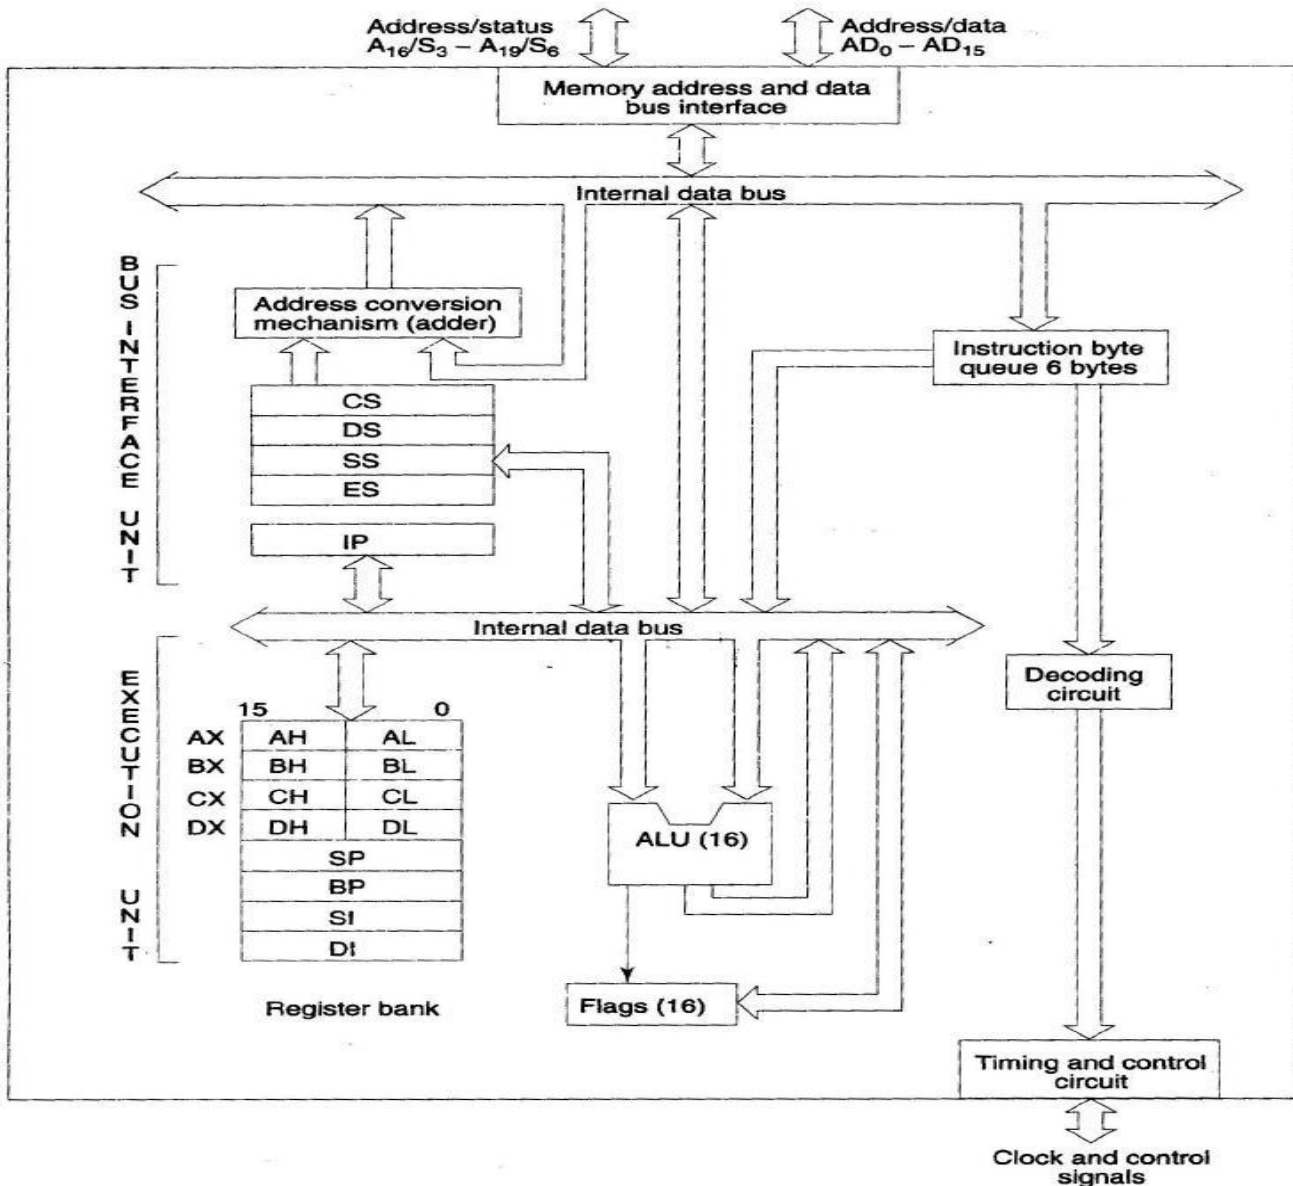 Address/status
A16/S3 – A19/S6
Address/data
AD0 – AD15
Memory address and data
bus interface
Internal data bus
BUS INTERFACE UNIT
Address conversion
mechanism (adder)
Instruction byte
queue 6 bytes
CS
DS
SS
ES
IP
Internal data bus
EXECUTION UNIT
Decoding
circuit
15 0
AX AH AL
BX BH BL
CX CH CL
DX DH DL
SP
BP
SI
DI
ALU (16)
Register bank
Flags (16)
Timing and control
circuit
Clock and control
signals